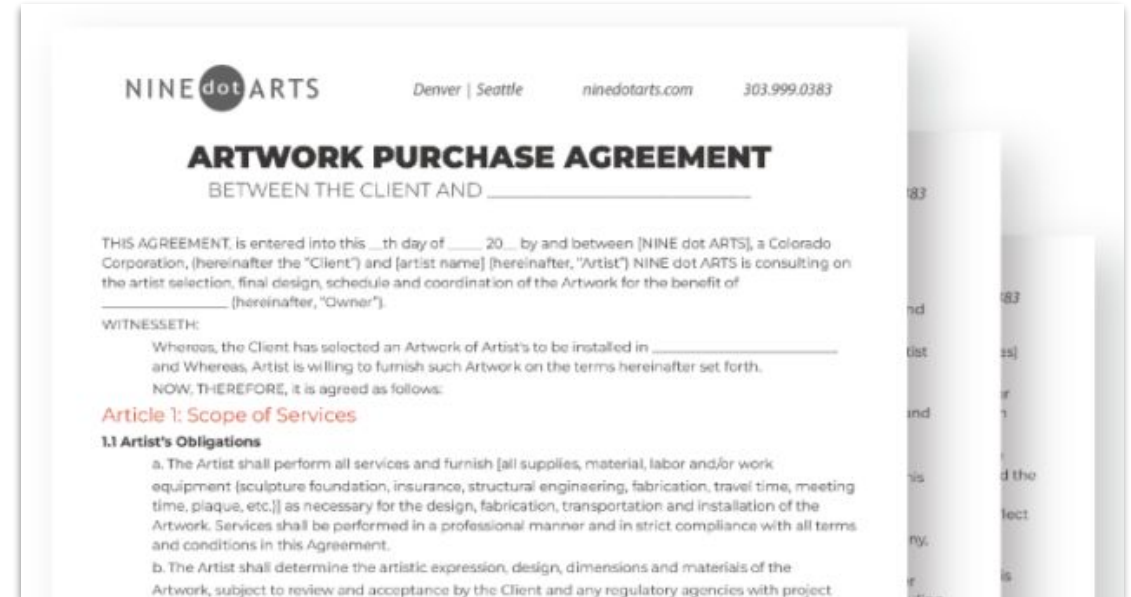 NINE dot ARTS
Denver | Seattle
ninedotarts.com
303.999.0383
ARTWORK PURCHASE AGREEMENT
BETWEEN THE CLIENT AND ____________________
THIS AGREEMENT, is entered into this __th day of _____ 20__ by and between [NINE dot ARTS], a Colorado
Corporation, (hereinafter the "Client") and [artist name] (hereinafter, "Artist") NINE dot ARTS is consulting on
the artist selection, final design, schedule and coordination of the Artwork for the benefit of
__________________ (hereinafter, "Owner").
WITNESSETH:
Whereas, the Client has selected an Artwork of Artist's to be installed in __________________________
and Whereas, Artist is willing to furnish such Artwork on the terms hereinafter set forth.
NOW, THEREFORE, it is agreed as follows:
Article 1: Scope of Services
1.1 Artist's Obligations
a. The Artist shall perform all services and furnish [all supplies, material, labor and/or work
equipment (sculpture foundation, insurance, structural engineering, fabrication, travel time, meeting
time, plaque, etc.)] as necessary for the design, fabrication, transportation and installation of the
Artwork. Services shall be performed in a professional manner and in strict compliance with all terms
and conditions in this Agreement.
b. The Artist shall determine the artistic expression, design, dimensions and materials of the
Artwork, subject to review and acceptance by the Client and any regulatory agencies with project